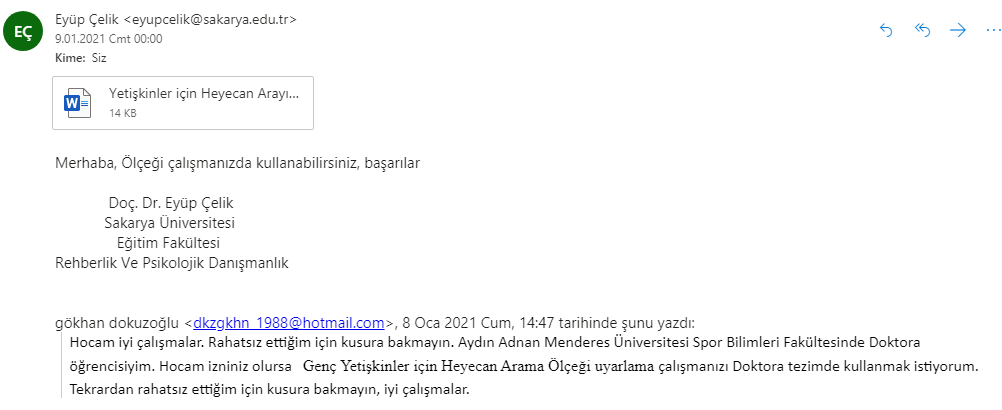 EÇ
Eyüp Çelik <eyupcelik@sakarya.edu.tr>
9.01.2021 Cmt 00:00
Kime: Siz
Yetişkinler için Heyecan Arayı...
14 KB
Merhaba, Ölçeği çalışmanızda kullanabilirsiniz, başarılar
Doç. Dr. Eyüp Çelik
Sakarya Üniversitesi
Eğitim Fakültesi
Rehberlik Ve Psikolojik Danışmanlık
gökhan dokuzoğlu <dkzgkhn_1988@hotmail.com>, 8 Oca 2021 Cum, 14:47 tarihinde şunu yazdı:
Hocam iyi çalışmalar. Rahatsız ettiğim için kusura bakmayın. Aydın Adnan Menderes Üniversitesi Spor Bilimleri Fakültesinde Doktora
öğrencisiyim. Hocam izniniz olursa Genç Yetişkinler için Heyecan Arama Ölçeği uyarlama çalışmanızı Doktora tezimde kullanmak istiyorum.
Tekrardan rahatsız ettiğim için kusura bakmayın, iyi çalışmalar.